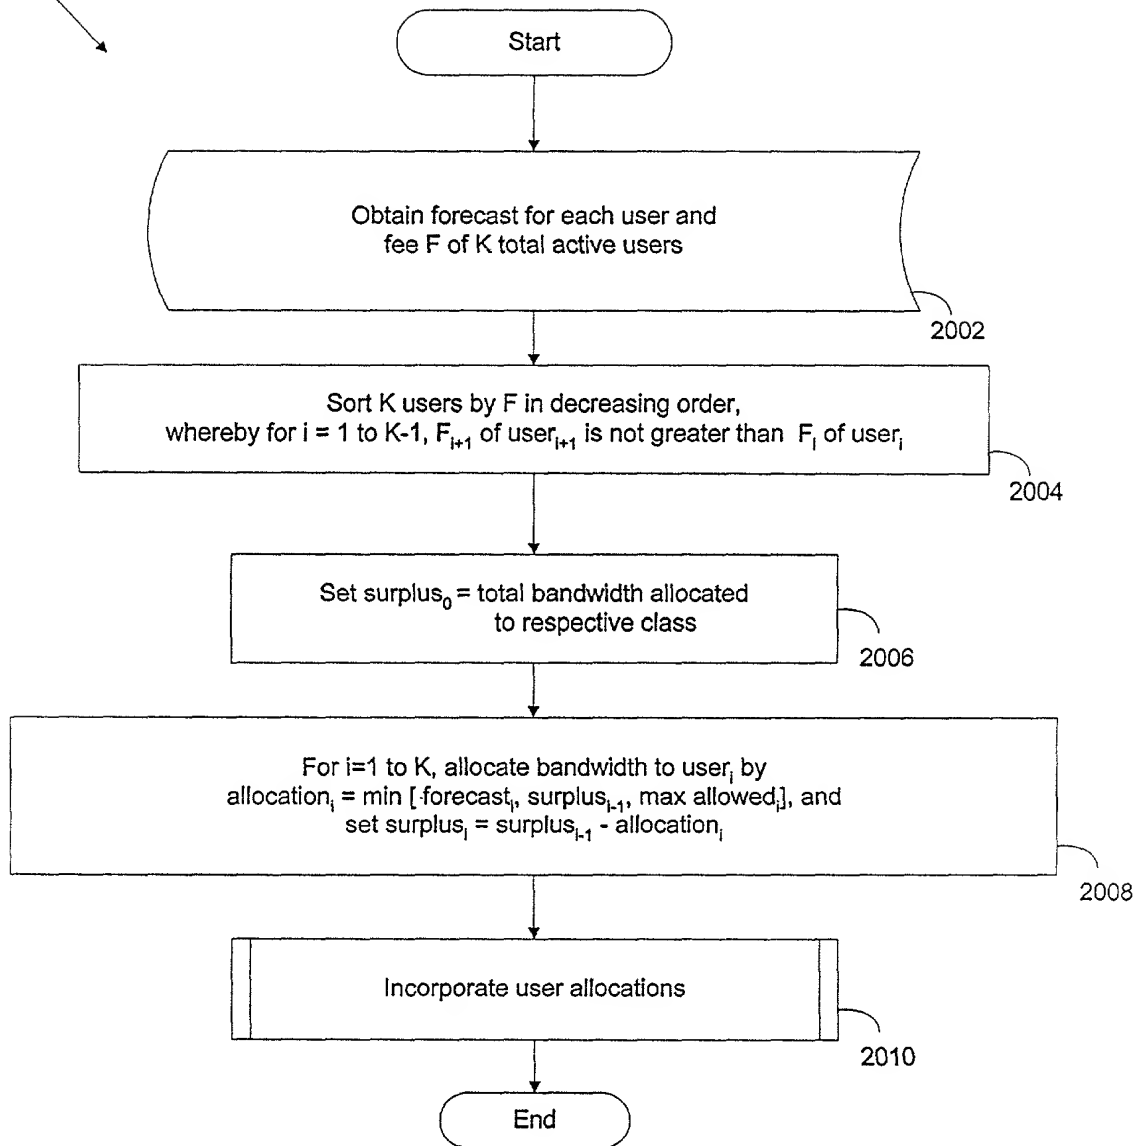 Start
Obtain forecast for each user and
fee F of K total active users
2002
Sort K users by F in decreasing order,
whereby for i = 1 to K-1, Fᵢ₊₁ of userᵢ₊₁ is not greater than Fᵢ of userᵢ
2004
Set surplus₀ = total bandwidth allocated
to respective class
2006
For i=1 to K, allocate bandwidth to userᵢ by
allocationᵢ = min [forecastᵢ, surplusᵢ₋₁, max allowedᵢ], and
set surplusᵢ = surplusᵢ₋₁ - allocationᵢ
2008
Incorporate user allocations
2010
End